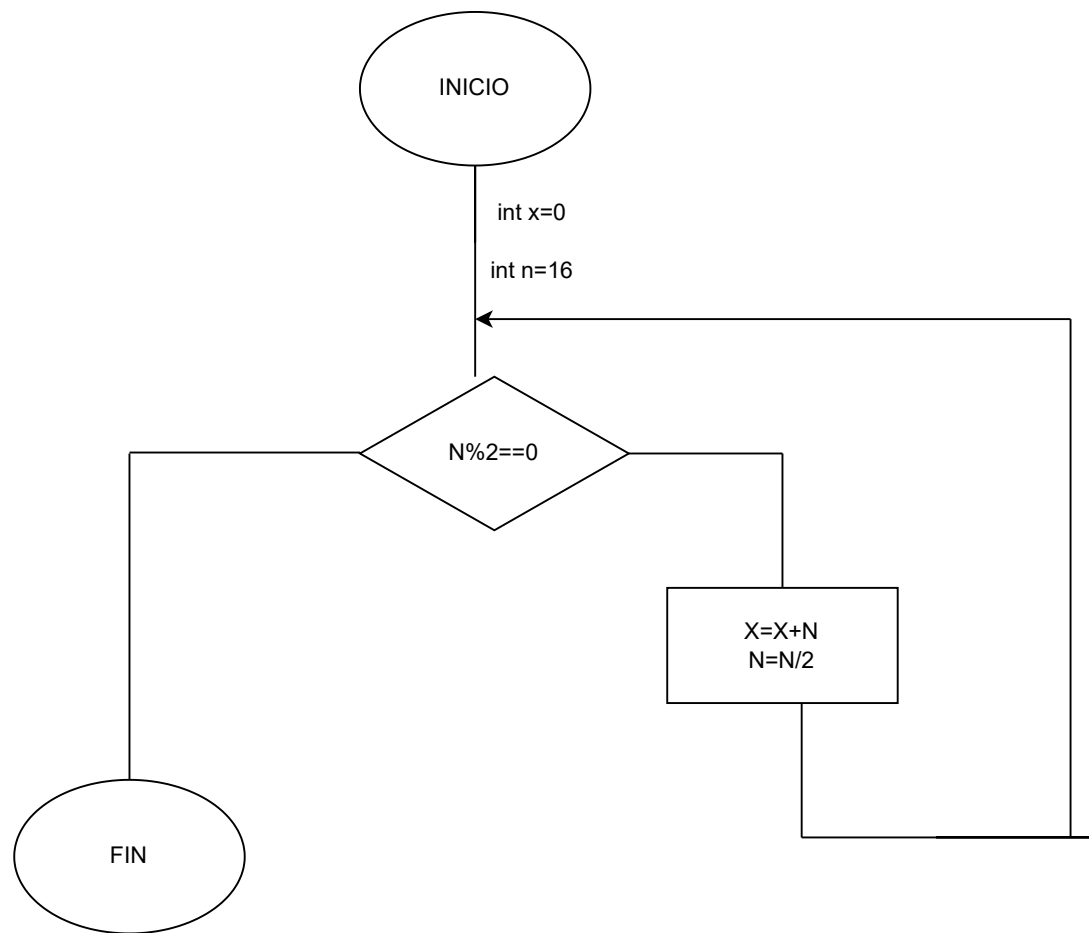 INICIO
int x=0
int n=16
N%2==0
X=X+N
N=N/2
FIN